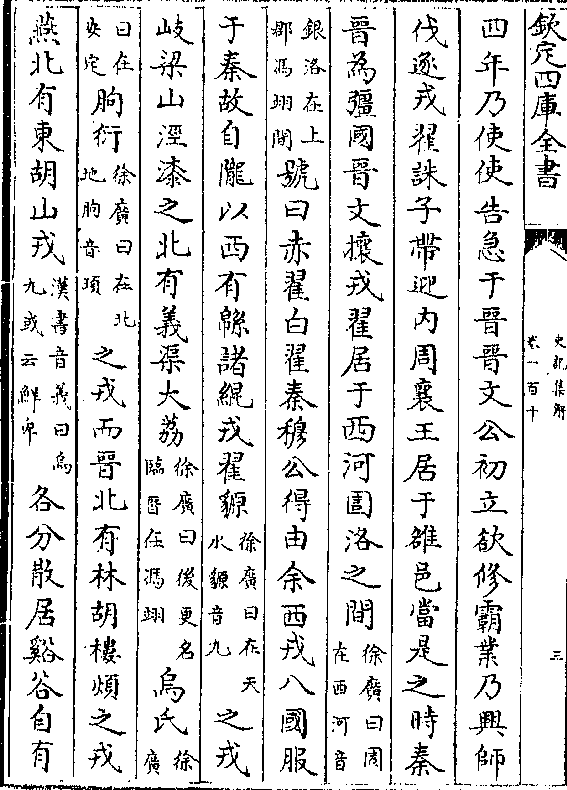 欽定四庫全書
史記集解
卷一百十
三
四年乃使使告急于晉晉文公初立欲修霸業乃興師
伐逐戎翟誅子帶迎内周襄王居于雒邑當是之時秦
晉為彊國晉文攘戎翟居于西河圁洛之間徐廣曰圁在西河音
銀洛在上郡馮翊間號曰赤翟白翟秦穆公得由余西戎八國服
于秦故自隴以西有緜諸緄戎翟豲徐廣曰在天水豲音九之戎
岐梁山涇漆之北有義渠大荔徐廣曰後更名臨晉在馮翊烏氏徐廣
曰在安定朐衍徐廣曰在北地朐音項之戎而晉北有林胡樓煩之戎
燕北有東胡山戎漢書音義曰烏九或云鮮卑各分散居谿谷自有